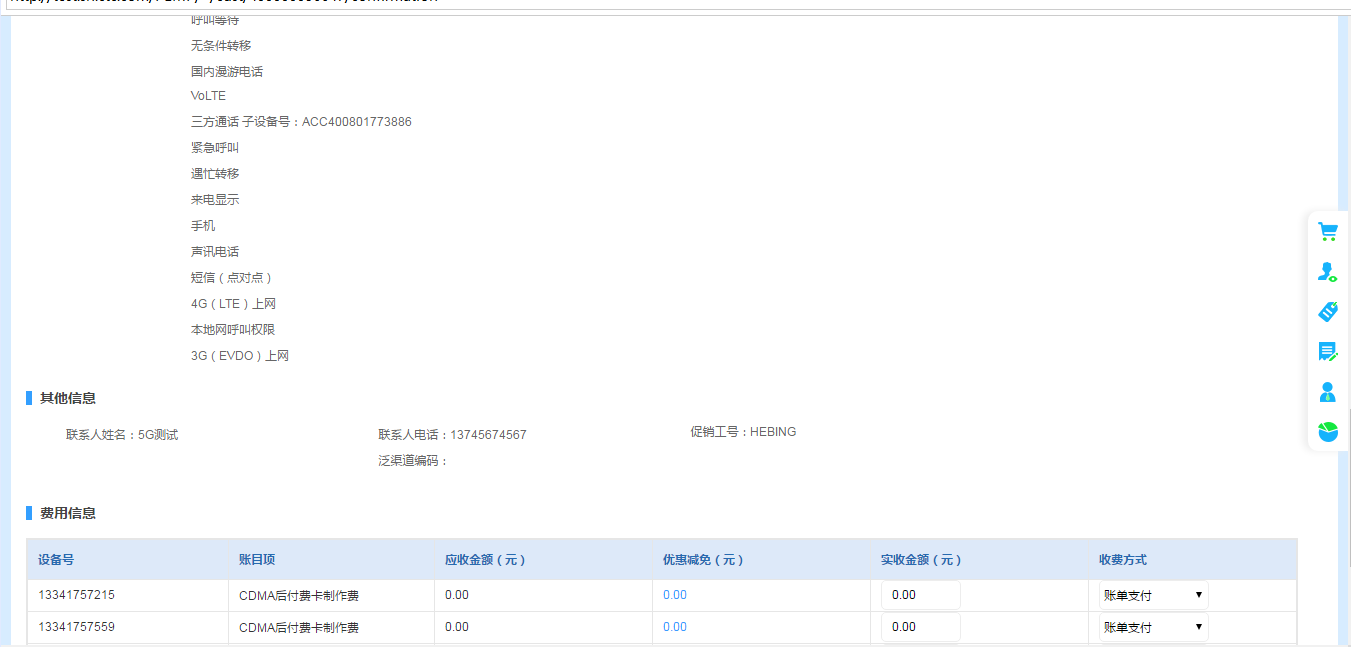 呼叫等待
无条件转移
国内漫游电话
VoLTE
三方通话 子设备号：ACC400801773886
紧急呼叫
遇忙转移
来电显示
手机
声讯电话
短信（点对点）
4G（LTE）上网
本地网呼叫权限
3G（EVDO）上网
其他信息
联系人姓名：5G测试 联系人电话：13745674567 促销工号：HEBING
泛渠道编码：
费用信息
设备号 账目项 应收金额（元） 优惠减免（元） 实收金额（元） 收费方式
13341757215 CDMA后付费卡制作费 0.00 0.00 0.00 账单支付
13341757559 CDMA后付费卡制作费 0.00 0.00 0.00 账单支付